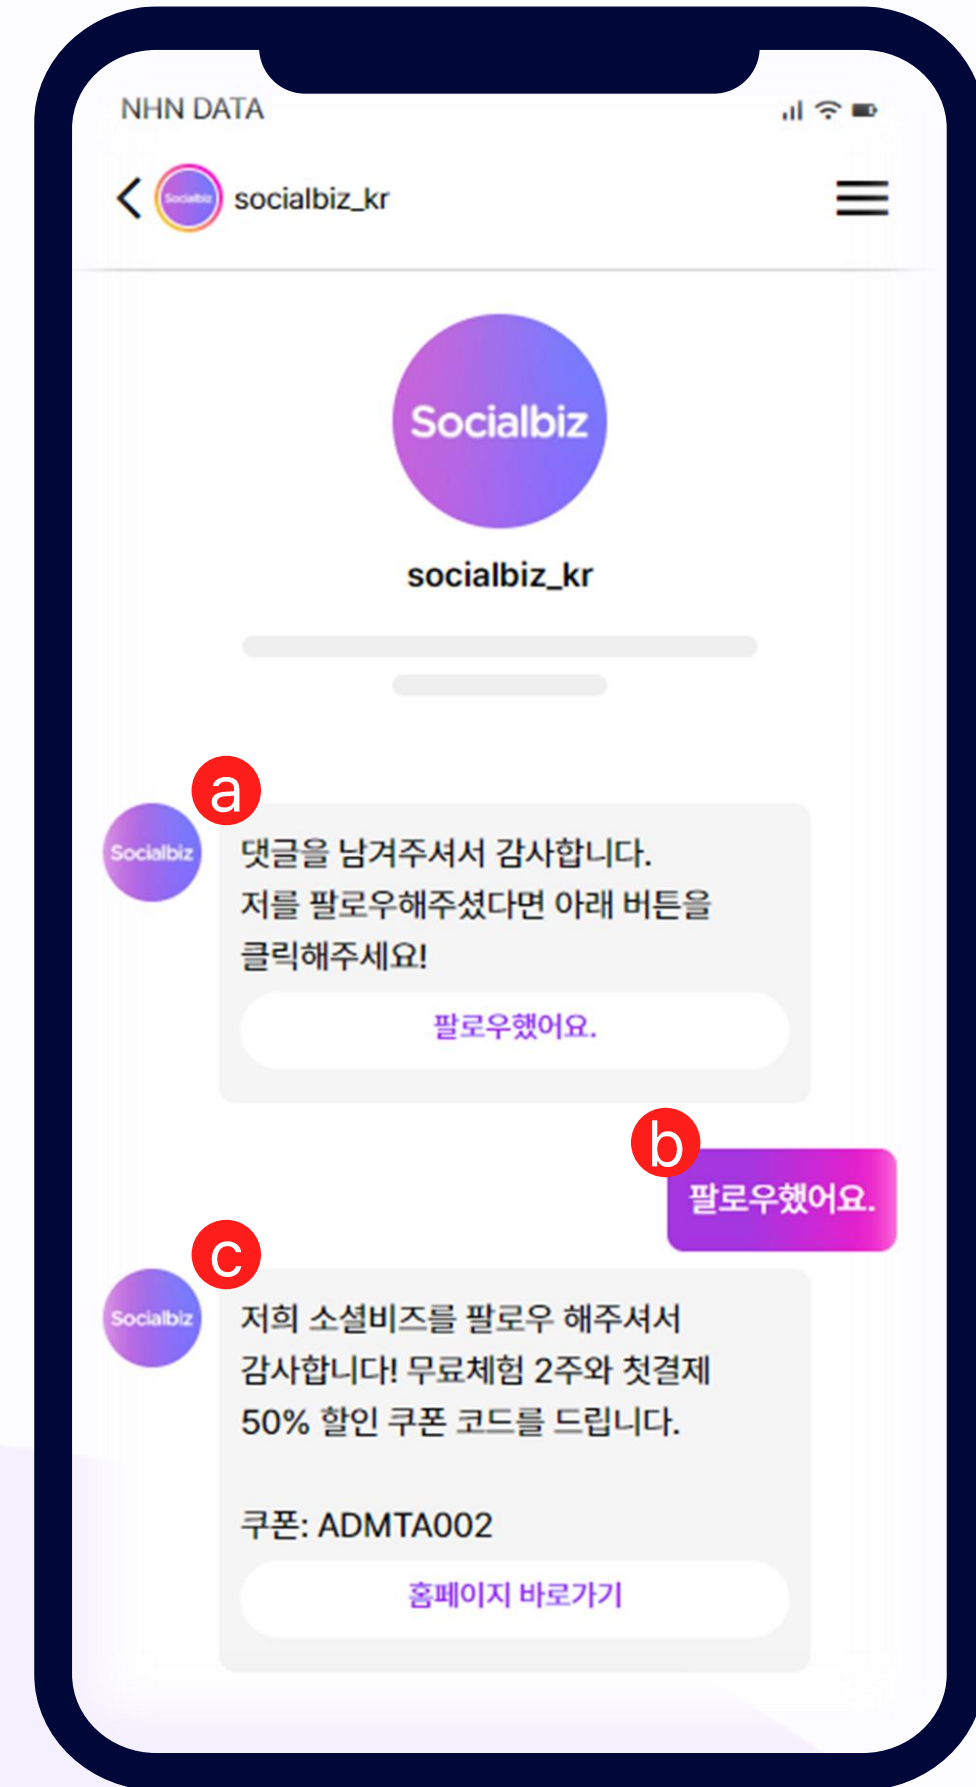 NHN DATA
Socialbiz
socialbiz_kr
Socialbiz
socialbiz_kr
a
Socialbiz
댓글을 남겨주셔서 감사합니다.
저를 팔로우해주셨다면 아래 버튼을
클릭해주세요!
팔로우했어요.
b
팔로우했어요.
c
Socialbiz
저희 소셜비즈를 팔로우 해주셔서
감사합니다! 무료체험 2주와 첫결제
50% 할인 쿠폰 코드를 드립니다.
쿠폰: ADMTA002
홈페이지 바로가기